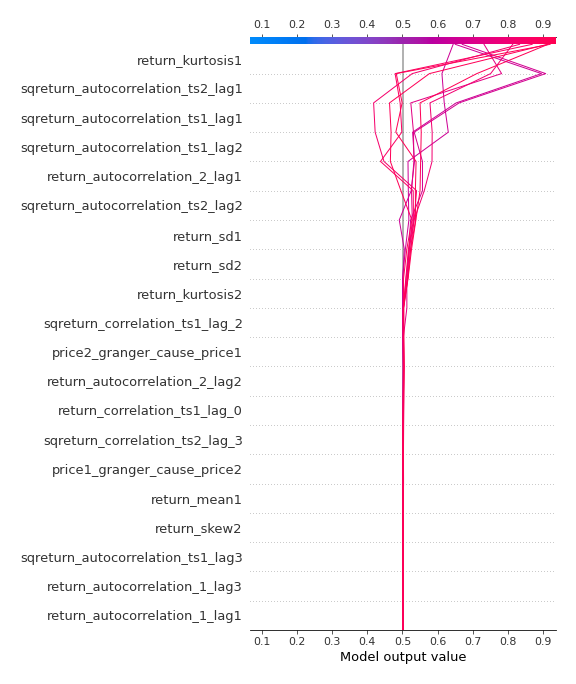 0.1 0.2 0.3 0.4 0.5 0.6 0.7 0.8 0.9
return_kurtosis1
sqreturn_autocorrelation_ts2_lag1
sqreturn_autocorrelation_ts1_lag1
sqreturn_autocorrelation_ts1_lag2
return_autocorrelation_2_lag1
sqreturn_autocorrelation_ts2_lag2
return_sd1
return_sd2
return_kurtosis2
sqreturn_correlation_ts1_lag_2
price2_granger_cause_price1
return_autocorrelation_2_lag2
return_correlation_ts1_lag_0
sqreturn_correlation_ts2_lag_3
price1_granger_cause_price2
return_mean1
return_skew2
sqreturn_autocorrelation_ts1_lag3
return_autocorrelation_1_lag3
return_autocorrelation_1_lag1
0.1 0.2 0.3 0.4 0.5 0.6 0.7 0.8 0.9
Model output value